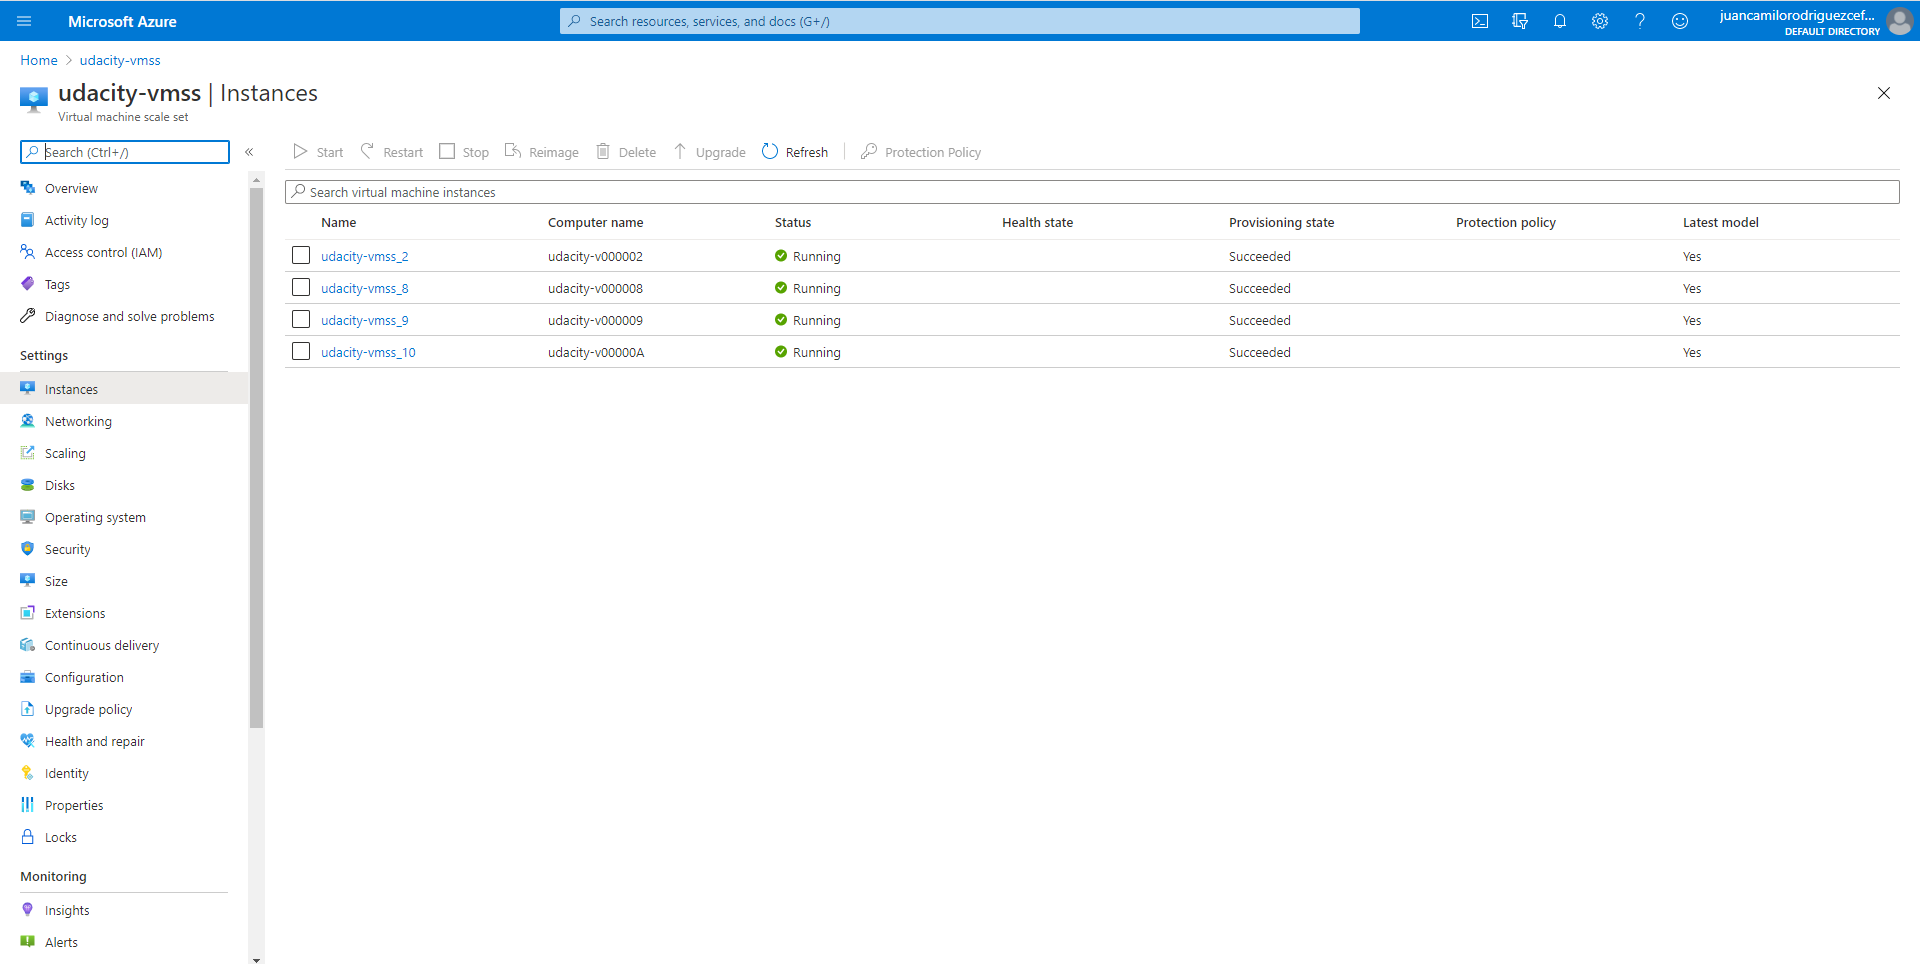 Microsoft Azure
Search resources, services, and docs (G+/)
juancamilorodriguezcef...
DEFAULT DIRECTORY
Home > udacity-vmss
udacity-vmss | Instances
Virtual machine scale set
Search (Ctrl+/)
«
Start
Restart
Stop
Reimage
Delete
Upgrade
Refresh
Protection Policy
Search virtual machine instances
Name Computer name Status Health state Provisioning state Protection policy Latest model
udacity-vmss_2 udacity-v000002 Running Succeeded Yes
udacity-vmss_8 udacity-v000008 Running Succeeded Yes
udacity-vmss_9 udacity-v000009 Running Succeeded Yes
udacity-vmss_10 udacity-v00000A Running Succeeded Yes
Overview
Activity log
Access control (IAM)
Tags
Diagnose and solve problems
Settings
Instances
Networking
Scaling
Disks
Operating system
Security
Size
Extensions
Continuous delivery
Configuration
Upgrade policy
Health and repair
Identity
Properties
Locks
Monitoring
Insights
Alerts